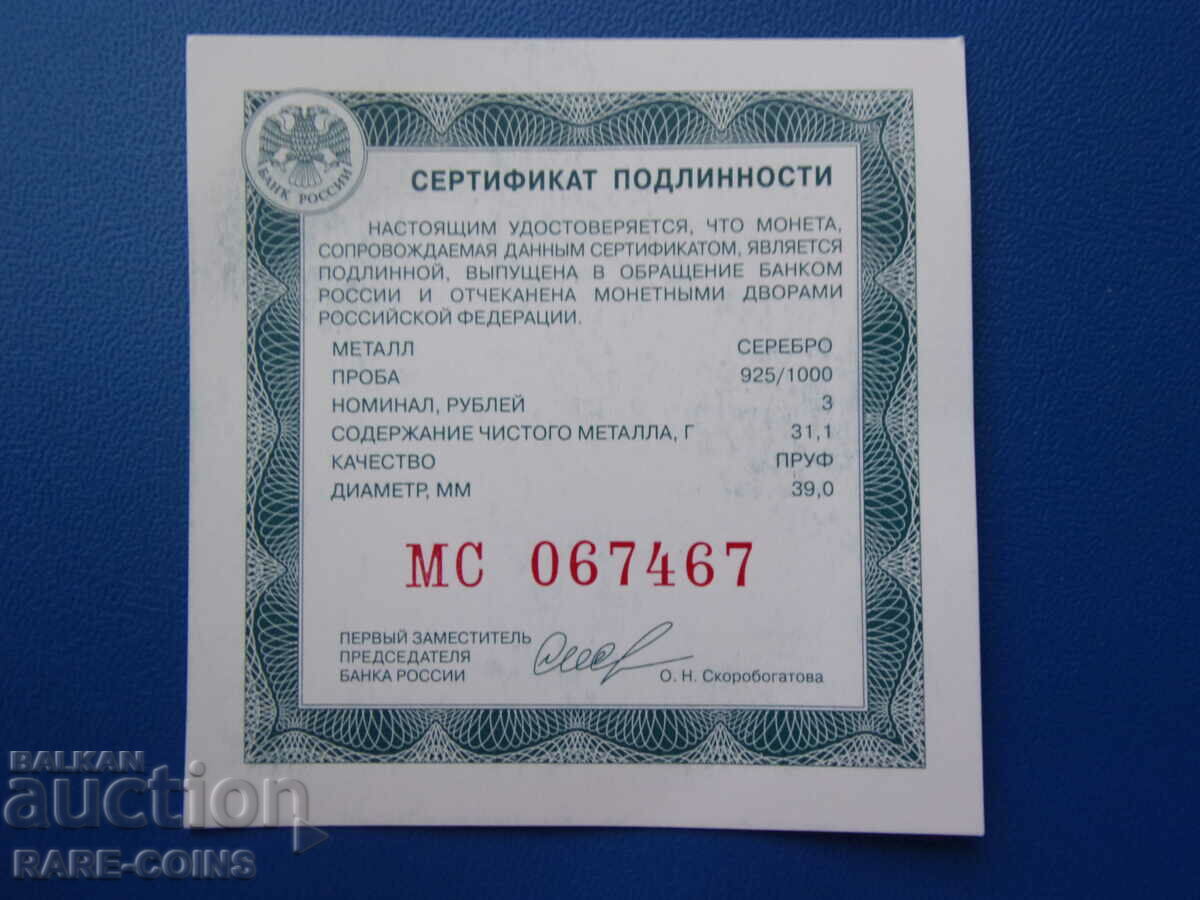 БАНК РОССИИ
СЕРТИФИКАТ ПОДЛИННОСТИ
НАСТОЯЩИМ УДОСТОВЕРЯЕТСЯ, ЧТО МОНЕТА,
СОПРОВОЖДАЕМАЯ ДАННЫМ СЕРТИФИКАТОМ, ЯВЛЯЕТСЯ
ПОДЛИННОЙ, ВЫПУЩЕНА В ОБРАЩЕНИЕ БАНКОМ
РОССИИ И ОТЧЕКАНЕНА МОНЕТНЫМИ ДВОРАМИ
РОССИЙСКОЙ ФЕДЕРАЦИИ.
МЕТАЛЛ СЕРЕБРО
ПРОБА 925/1000
НОМИНАЛ, РУБЛЕЙ 3
СОДЕРЖАНИЕ ЧИСТОГО МЕТАЛЛА, Г 31,1
КАЧЕСТВО ПРУФ
ДИАМЕТР, ММ 39,0
МС 067467
ПЕРВЫЙ ЗАМЕСТИТЕЛЬ
ПРЕДСЕДАТЕЛЯ
БАНКА РОССИИ О. Н. Скоробогатова
BALKAN
auction
RARE-COINS